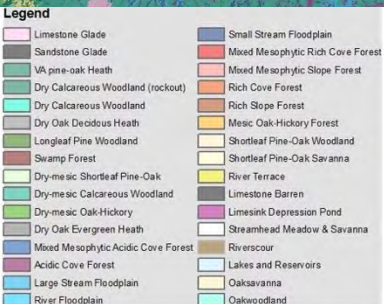 Legend
Limestone Glade
Sandstone Glade
VA pine-oak Heath
Dry Calcareous Woodland (rockout)
Dry Calcareous Woodland
Dry Oak Decidous Heath
Longleaf Pine Woodland
Swamp Forest
Dry-mesic Shortleaf Pine-Oak
Dry-mesic Calcareous Woodland
Dry-mesic Oak-Hickory
Dry Oak Evergreen Heath
Mixed Mesophytic Acidic Cove Forest
Acidic Cove Forest
Large Stream Floodplain
River Floodplain
Small Stream Floodplain
Mixed Mesophytic Rich Cove Forest
Mixed Mesophytic Slope Forest
Rich Cove Forest
Rich Slope Forest
Mesic Oak-Hickory Forest
Shortleaf Pine-Oak Woodland
Shortleaf Pine-Oak Savanna
River Terrace
Limestone Barren
Limesink Depression Pond
Streamhead Meadow & Savanna
Riverscour
Lakes and Reservoirs
Oaksavanna
Oakwoodland